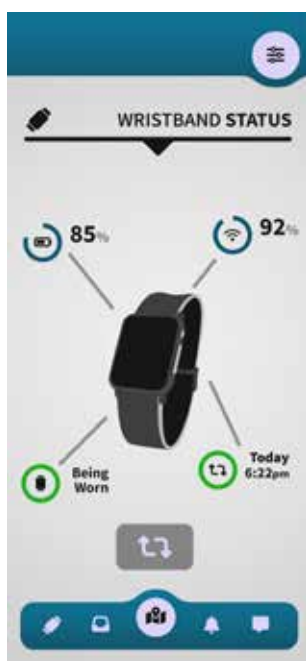 WRISTBAND STATUS
85%
92%
Being
Worn
Today
6:22pm